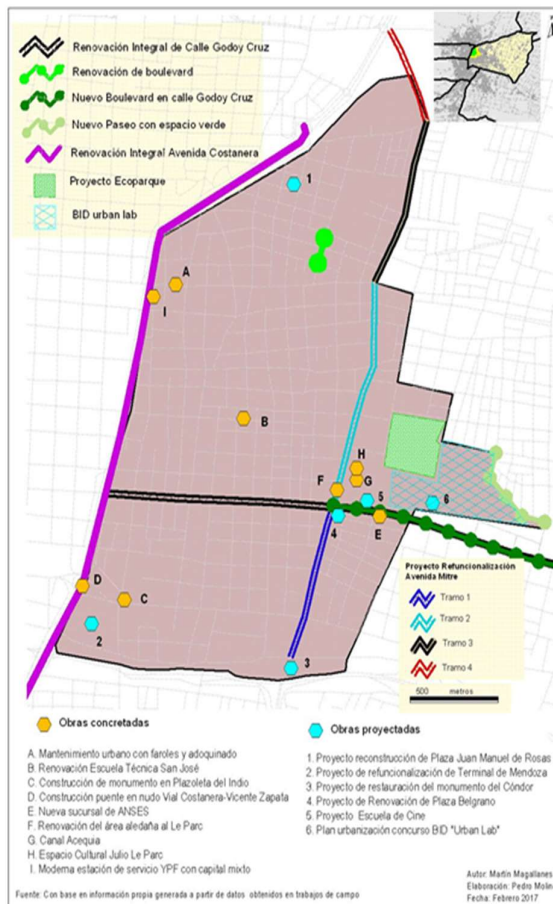 Renovación Integral de Calle Godoy Cruz
Renovación de boulevard
Nuevo Boulevard en calle Godoy Cruz
Nuevo Paseo con espacio verde
Renovación Integral Avenida Costanera
Proyecto Ecoparque
BID urban lab
1
A
I
B
H
G
F
5
6
4
E
D
C
2
3
Proyecto Refuncionalización
Avenida Mitre
Tramo 1
Tramo 2
Tramo 3
Tramo 4
500 metros
Obras concretadas
A. Mantenimiento urbano con faroles y adoquinado
B. Renovación Escuela Técnica San José
C. Construcción de monumento en Plazoleta del Indio
D. Construcción puente en nudo Vial Costanera-Vicente Zapata
E. Nueva sucursal de ANSES
F. Renovación del área aledaña al Le Parc
G. Canal Acequia
H. Espacio Cultural Julio Le Parc
I. Moderna estación de servicio YPF con capital mixto
Obras proyectadas
1. Proyecto reconstrucción de Plaza Juan Manuel de Rosas
2. Proyecto de refuncionalización de Terminal de Mendoza
3. Proyecto de restauración del monumento del Cóndor
4. Proyecto de Renovación de Plaza Belgrano
5. Proyecto Escuela de Cine
6. Plan urbanización concurso BID "Urban Lab"
Fuente: Con base en información propia generada a partir de datos obtenidos en trabajos de campo
Autor: Martín Magallanes
Elaboración: Pedro Molin
Fecha: Febrero 2017